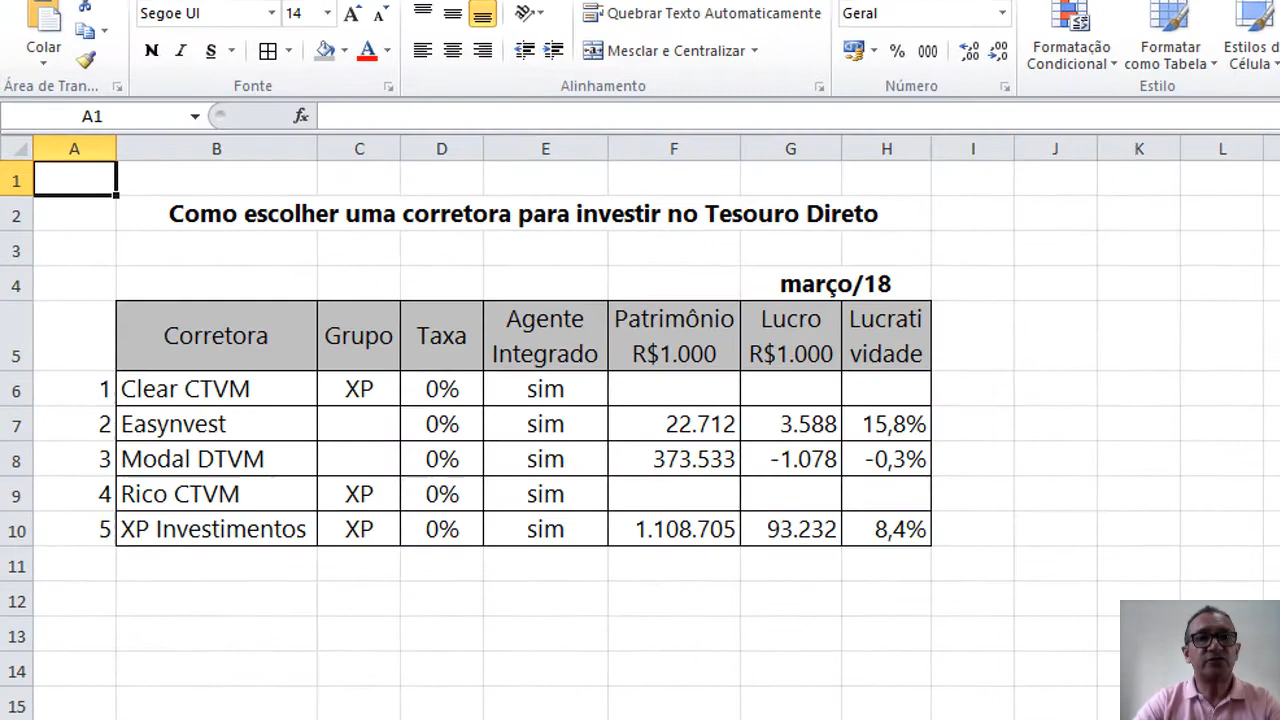 Segoe UI 14 Quebrar Texto Automaticamente Geral
Colar N I S Mesclar e Centralizar % 000 Formatação Condicional Formatar como Tabela Estilos d Célula
Área de Tran... Fonte Alinhamento Número Estilo
A1 fx
A B C D E F G H I J K L
1
2 Como escolher uma corretora para investir no Tesouro Direto
3
4 março/18
5 Corretora Grupo Taxa Agente Integrado Patrimônio R$1.000 Lucro R$1.000 Lucrati vidade
6 1 Clear CTVM XP 0% sim
7 2 Easynvest 0% sim 22.712 3.588 15,8%
8 3 Modal DTVM 0% sim 373.533 -1.078 -0,3%
9 4 Rico CTVM XP 0% sim
10 5 XP Investimentos XP 0% sim 1.108.705 93.232 8,4%
11
12
13
14
15